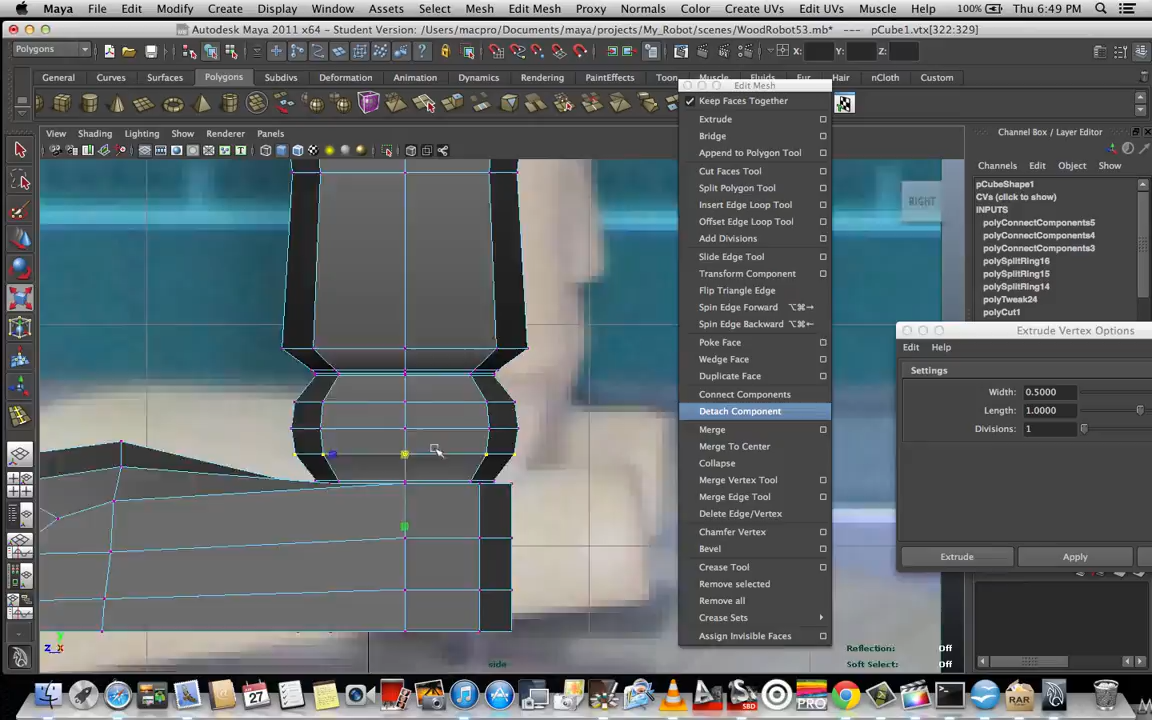 Maya File Edit Modify Create Display Window Assets Select Mesh Edit Mesh Proxy Normals Color Create UVs Edit UVs Muscle Help 100% Thu 6:49 PM
Autodesk Maya 2011 x64 - Student Version: /Users/macpro/Documents/maya/projects/My_Robot/scenes/WoodRobot53.mb* --- pCube1.vtx[322:329]
Polygons X: Y: Z:
General Curves Surfaces Polygons Subdivs Deformation Animation Dynamics Rendering PaintEffects Toon Muscle Fluids Fur Hair nCloth Custom
Edit Mesh
Keep Faces Together
Extrude
Bridge
Append to Polygon Tool
Cut Faces Tool
Split Polygon Tool
Insert Edge Loop Tool
Offset Edge Loop Tool
Add Divisions
Slide Edge Tool
Transform Component
Flip Triangle Edge
Spin Edge Forward ⌥⌘→
Spin Edge Backward ⌥⌘←
Poke Face
Wedge Face
Duplicate Face
Connect Components
Detach Component
Merge
Merge To Center
Collapse
Merge Vertex Tool
Merge Edge Tool
Delete Edge/Vertex
Chamfer Vertex
Bevel
Crease Tool
Remove selected
Remove all
Crease Sets
Assign Invisible Faces
View Shading Lighting Show Renderer Panels
RIGHT
Channel Box / Layer Editor
Channels Edit Object Show
pCubeShape1
CVs (click to show)
INPUTS
polyConnectComponents5
polyConnectComponents4
polyConnectComponents3
polySplitRing16
polySplitRing15
polySplitRing14
polyTweak24
polyCut1
Extrude Vertex Options
Edit Help
Settings
Width: 0.5000
Length: 1.0000
Divisions: 1
Extrude Apply
Reflection: Off
Soft Select: Off
side
y
z x
27
SBD
PRO
RAR